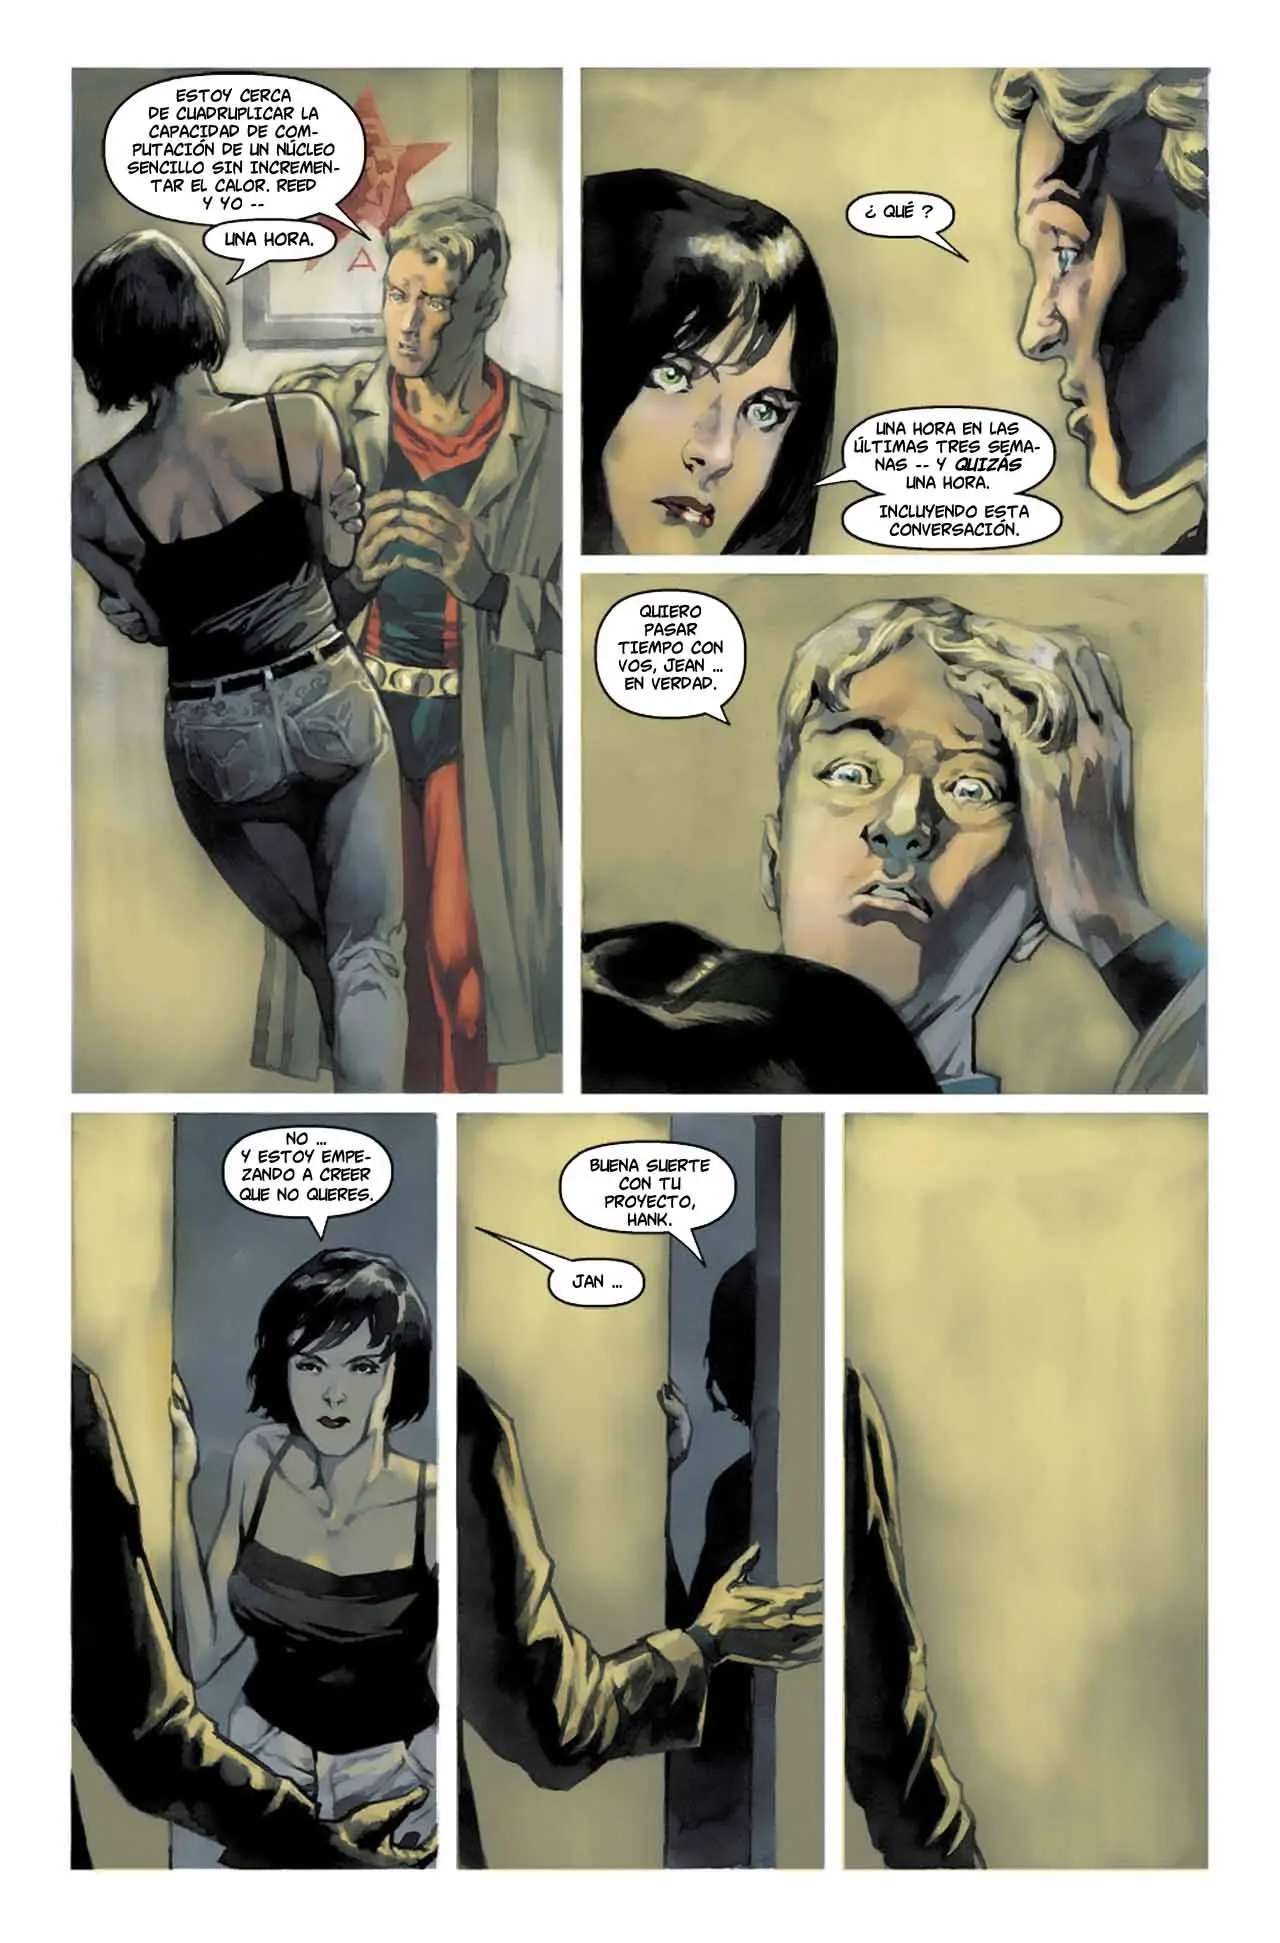 ESTOY CERCA
DE CUADRUPLICAR LA
CAPACIDAD DE COM-
PUTACIÓN DE UN NÚCLEO
SENCILLO SIN INCREMEN-
TAR EL CALOR. REED
Y YO --
UNA HORA.
A
¿ QUÉ ?
UNA HORA EN LAS
ÚLTIMAS TRES SEMA-
NAS -- Y QUIZÁS
UNA HORA.
INCLUYENDO ESTA
CONVERSACIÓN.
QUIERO
PASAR
TIEMPO CON
VOS, JEAN ...
EN VERDAD.
NO ...
Y ESTOY EMPE-
ZANDO A CREER
QUE NO QUERES.
BUENA SUERTE
CON TU
PROYECTO,
HANK.
JAN ...